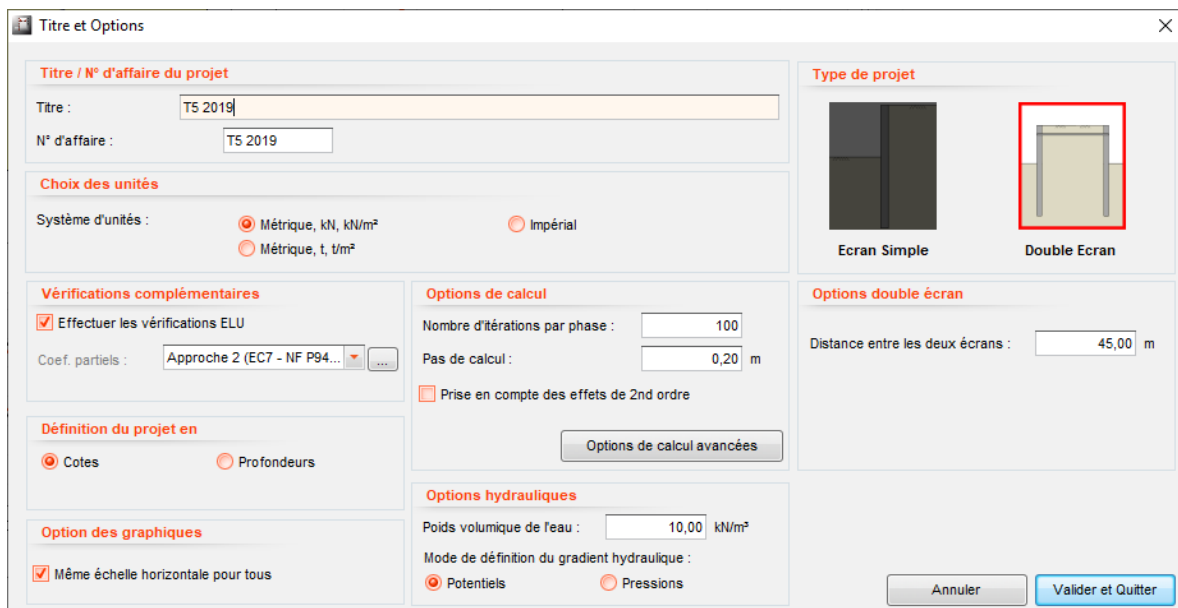 Titre et Options
Titre / N° d'affaire du projet
Titre :
T5 2019
N° d'affaire :
T5 2019
Choix des unités
Système d'unités :
Métrique, kN, kN/m²
Impérial
Métrique, t, t/m²
Vérifications complémentaires
Effectuer les vérifications ELU
Coef. partiels :
Approche 2 (EC7 - NF P94...
...
Définition du projet en
Cotes
Profondeurs
Option des graphiques
Même échelle horizontale pour tous
Options de calcul
Nombre d'itérations par phase :
100
Pas de calcul :
0,20 m
Prise en compte des effets de 2nd ordre
Options de calcul avancées
Options hydrauliques
Poids volumique de l'eau :
10,00 kN/m³
Mode de définition du gradient hydraulique :
Potentiels
Pressions
Type de projet
Ecran Simple
Double Ecran
Options double écran
Distance entre les deux écrans :
45,00 m
Annuler
Valider et Quitter